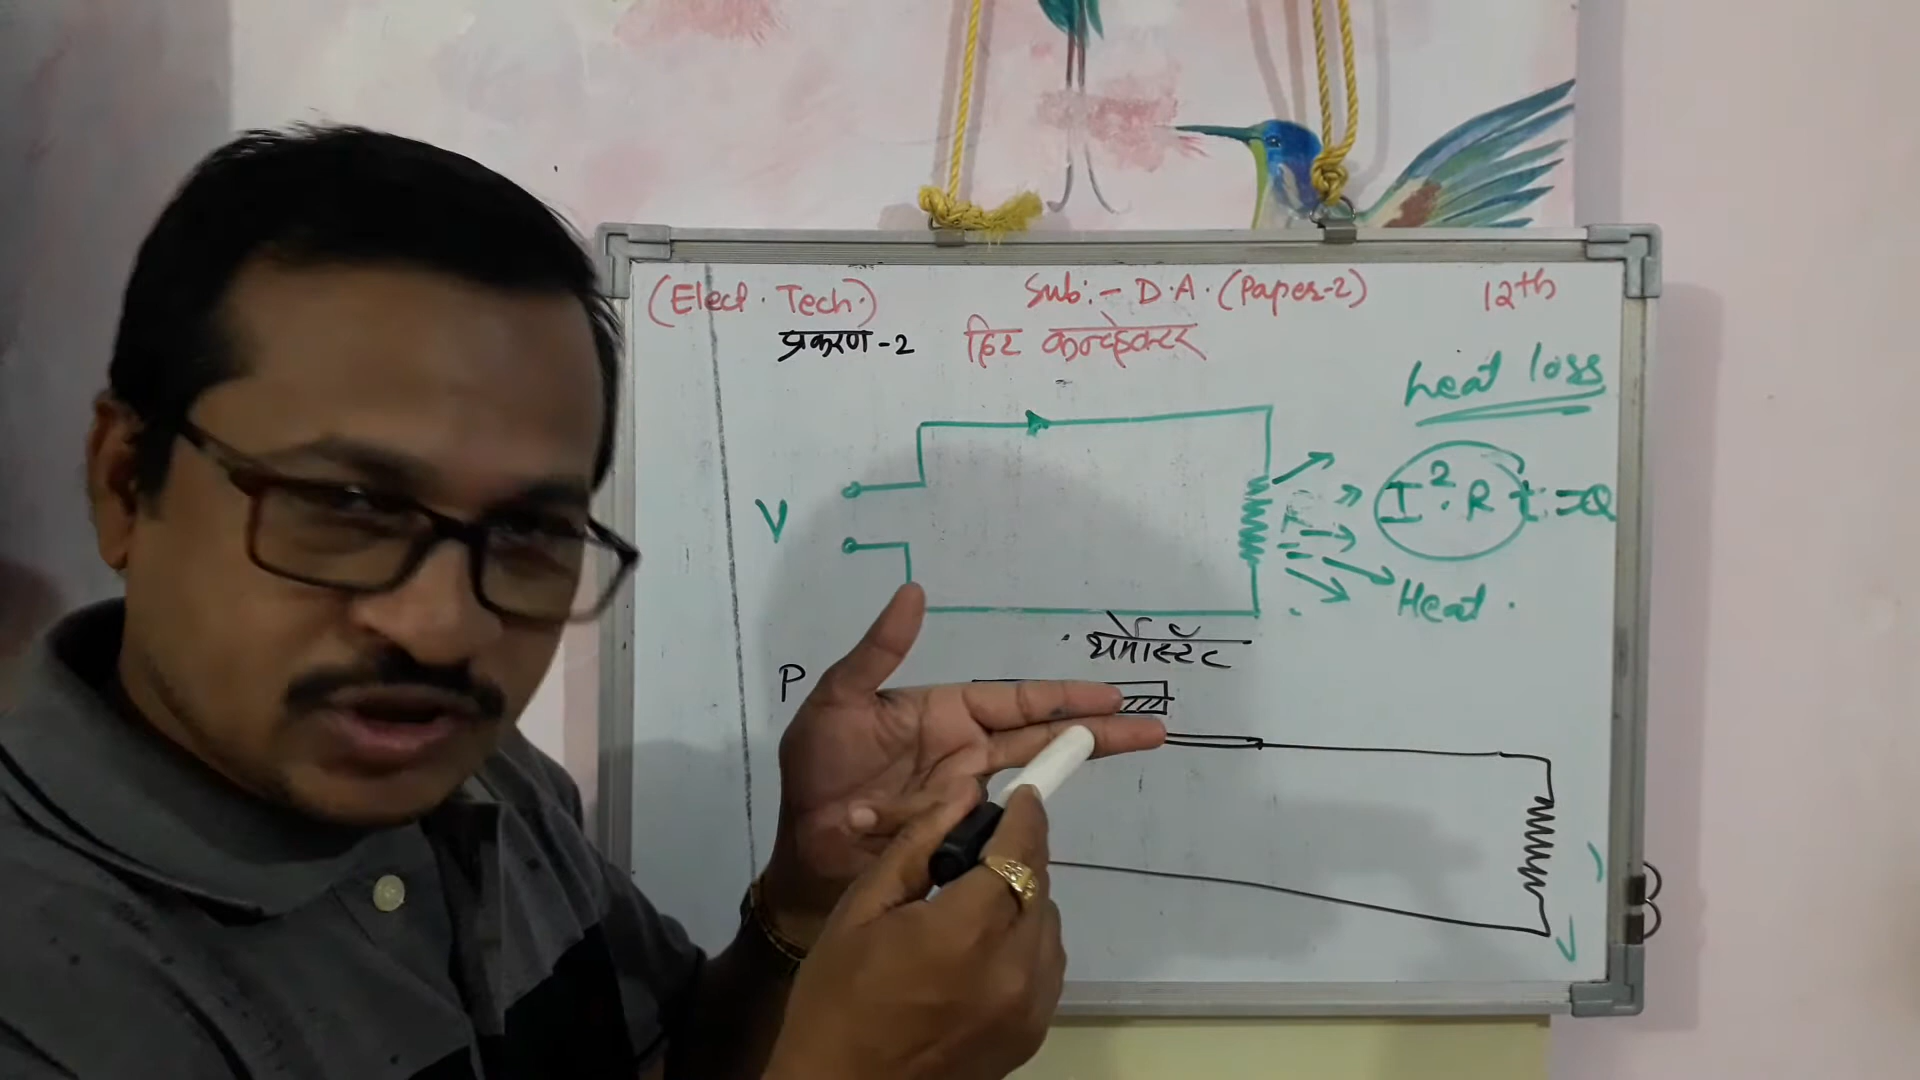 (Elect. Tech.) Sub:- D.A. (Paper-2) 12th
प्रकरण-2 हिट कन्व्हेक्टर
heat loss
V I²·R t = Q
Heat.
थर्मोस्टॅट
P